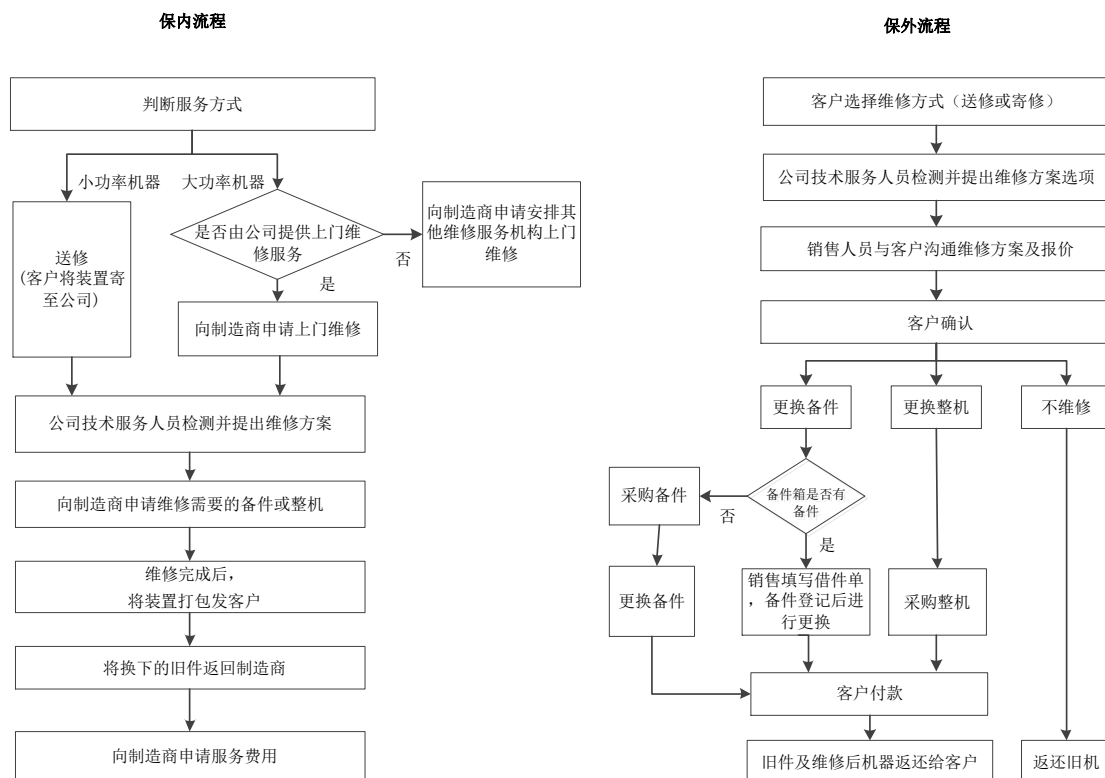 保内流程
判断服务方式
小功率机器
大功率机器
送修
(客户将装置寄
至公司)
是否由公司提供上门维
修服务
否
向制造商申请安排其
他维修服务机构上门
维修
是
向制造商申请上门维修
公司技术服务人员检测并提出维修方案
向制造商申请维修需要的备件或整机
维修完成后，
将装置打包发客户
将换下的旧件返回制造商
向制造商申请服务费用
保外流程
客户选择维修方式（送修或寄修）
公司技术服务人员检测并提出维修方案选项
销售人员与客户沟通维修方案及报价
客户确认
更换备件
更换整机
不维修
备件箱是否有
备件
否
采购备件
是
更换备件
销售填写借件单
，备件登记后进
行更换
采购整机
客户付款
旧件及维修后机器返还给客户
返还旧机